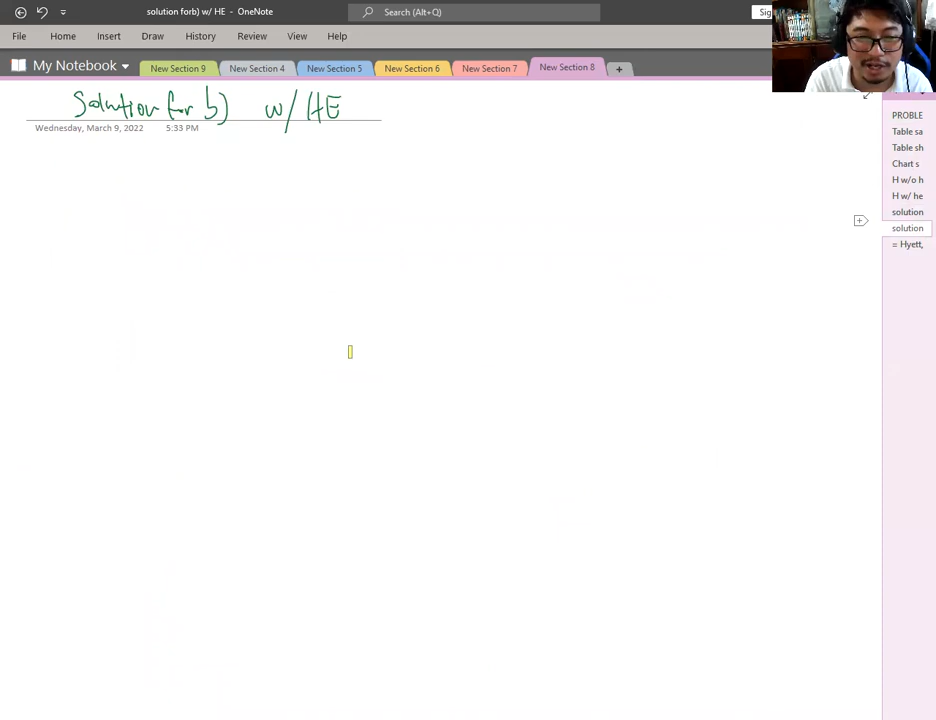 solution forb) w/ HE - OneNote
Search (Alt+Q)
Sig
File Home Insert Draw History Review View Help
My Notebook
New Section 9 New Section 4 New Section 5 New Section 6 New Section 7 New Section 8 +
Solution for b) w/ HE
Wednesday, March 9, 2022 5:33 PM
PROBLE
Table sa
Table sh
Chart s
H w/o h
H w/ he
solution
solution
= Hyett,